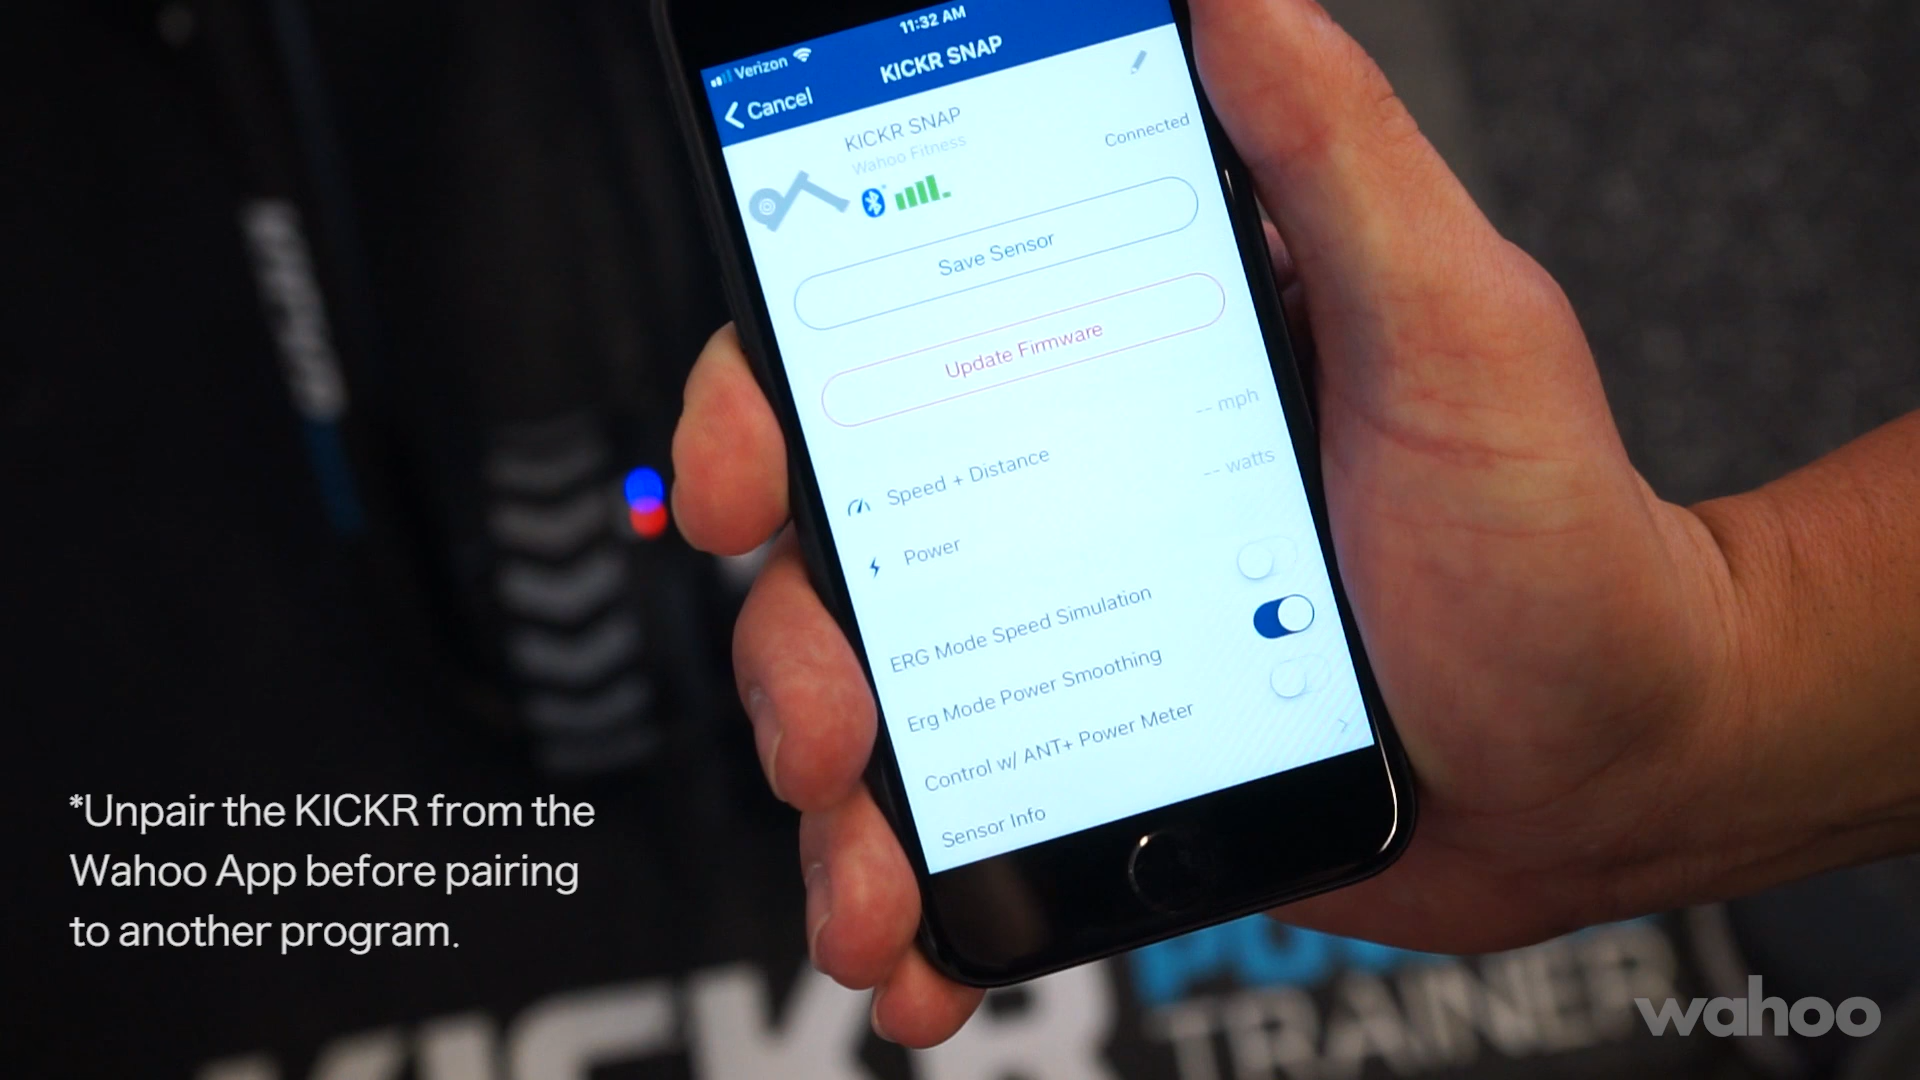 11:32 AM
Verizon
KICKR SNAP
Cancel
KICKR SNAP
Wahoo Fitness
Connected
Save Sensor
Update Firmware
-- mph
Speed + Distance
-- watts
Power
ERG Mode Speed Simulation
Erg Mode Power Smoothing
Control w/ ANT+ Power Meter
Sensor Info
*Unpair the KICKR from the
Wahoo App before pairing
to another program.
KICKR
TRAINER
wahoo